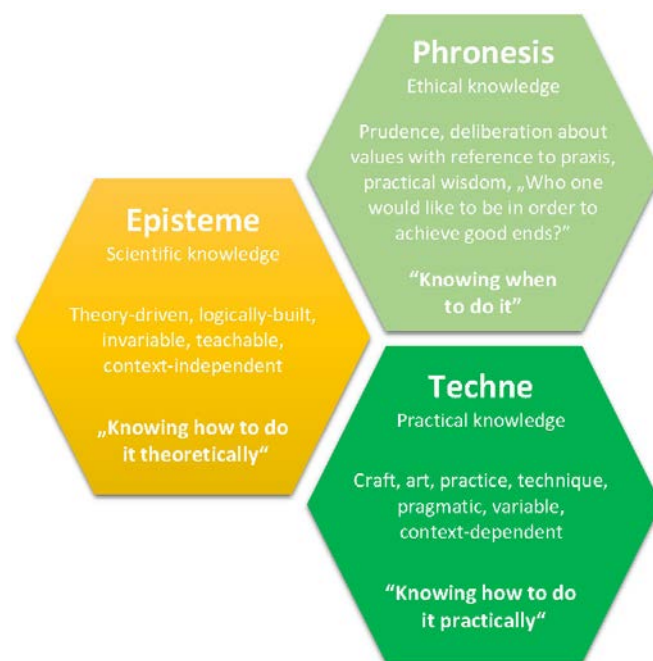 Phronesis
Ethical knowledge
Prudence, deliberation about
values with reference to praxis,
practical wisdom, „Who one
would like to be in order to
achieve good ends?”
“Knowing when
to do it”
Episteme
Scientific knowledge
Theory-driven, logically-built,
invariable, teachable,
context-independent
„Knowing how to do
it theoretically“
Techne
Practical knowledge
Craft, art, practice, technique,
pragmatic, variable,
context-dependent
“Knowing how to do
it practically“